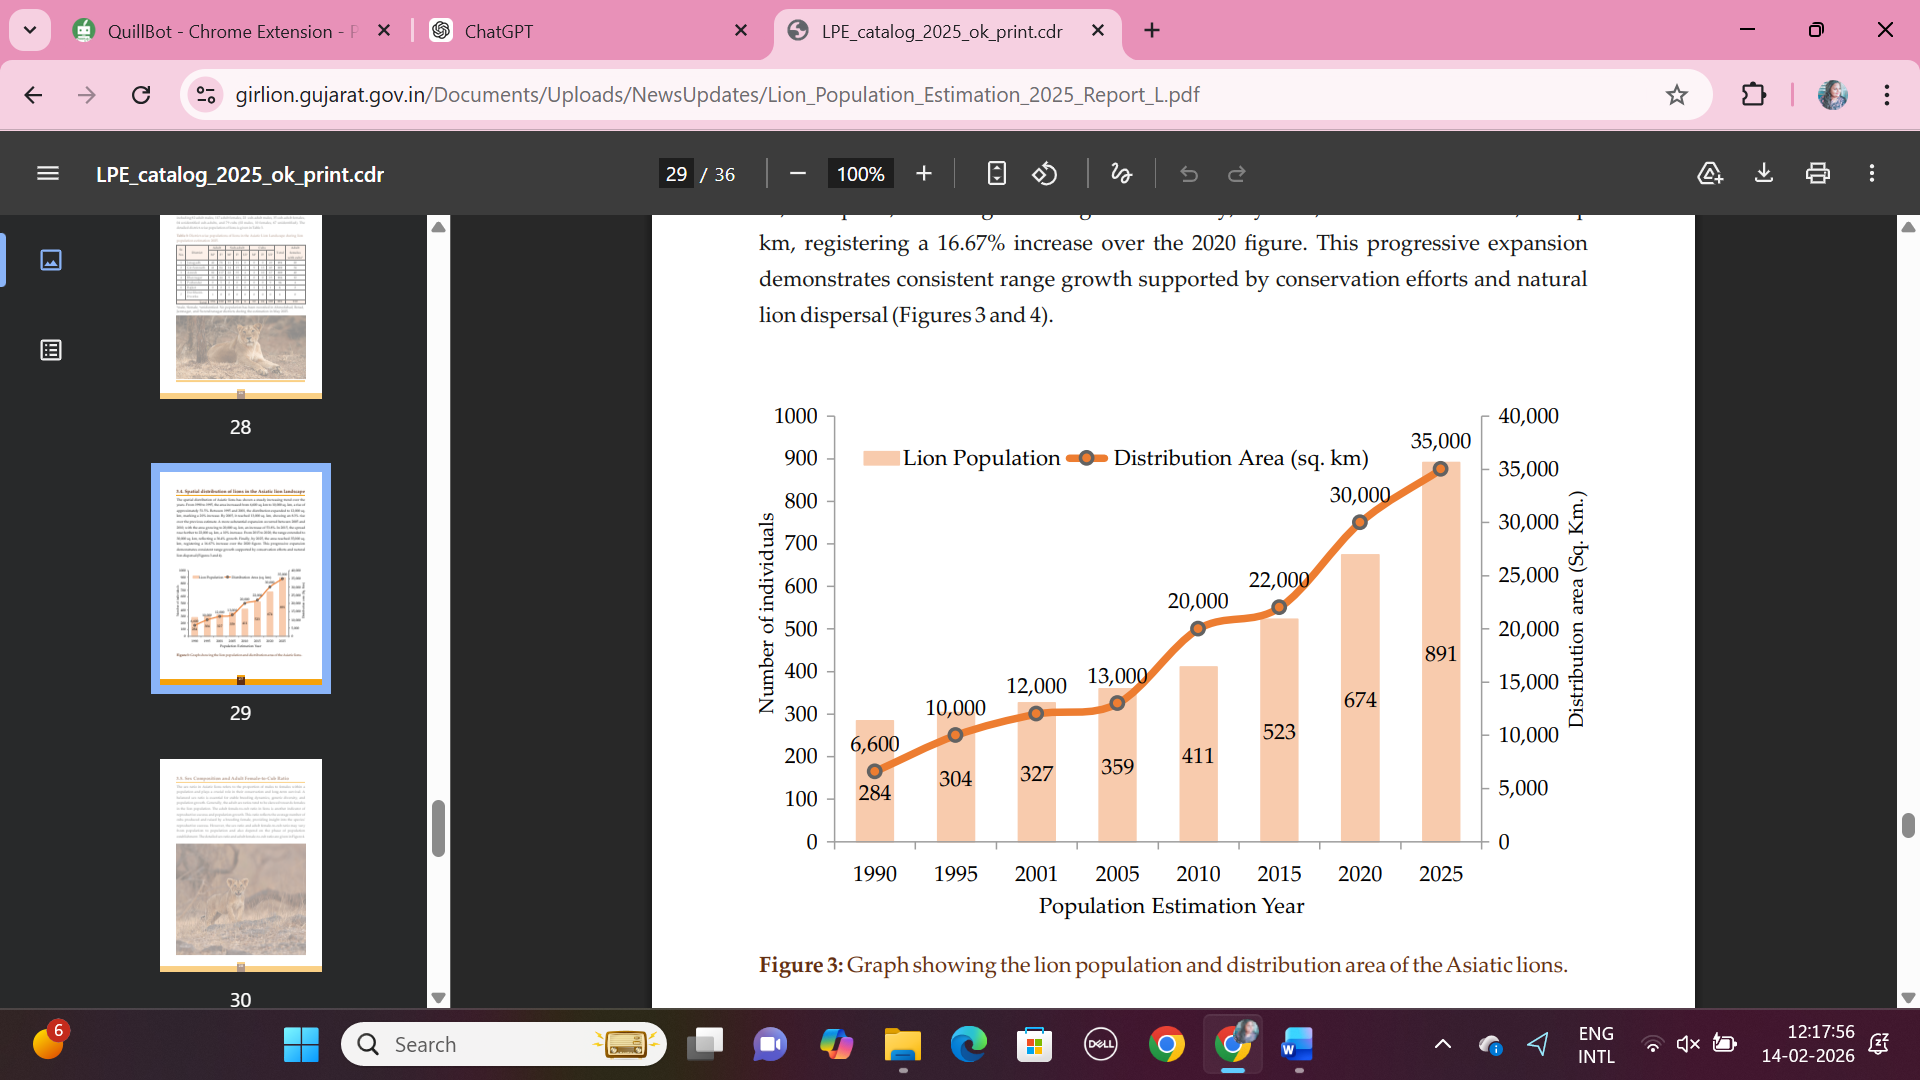 QuillBot - Chrome Extension -
ChatGPT
LPE_catalog_2025_ok_print.cdr
girlion.gujarat.gov.in/Documents/Uploads/NewsUpdates/Lion_Population_Estimation_2025_Report_L.pdf
LPE_catalog_2025_ok_print.cdr
29 / 36
100%
28
29
30
km, registering a 16.67% increase over the 2020 figure. This progressive expansion
demonstrates consistent range growth supported by conservation efforts and natural
lion dispersal (Figures 3 and 4).
Lion Population
Distribution Area (sq. km)
Number of individuals
1000
900
800
700
600
500
400
300
200
100
0
6,600
10,000
12,000
13,000
20,000
22,000
30,000
35,000
284
304
327
359
411
523
674
891
40,000
35,000
30,000
25,000
20,000
15,000
10,000
5,000
0
Distribution area (Sq. Km.)
1990 1995 2001 2005 2010 2015 2020 2025
Population Estimation Year
Figure 3: Graph showing the lion population and distribution area of the Asiatic lions.
6
Search
DELL
W
ENG
INTL
12:17:56
14-02-2026